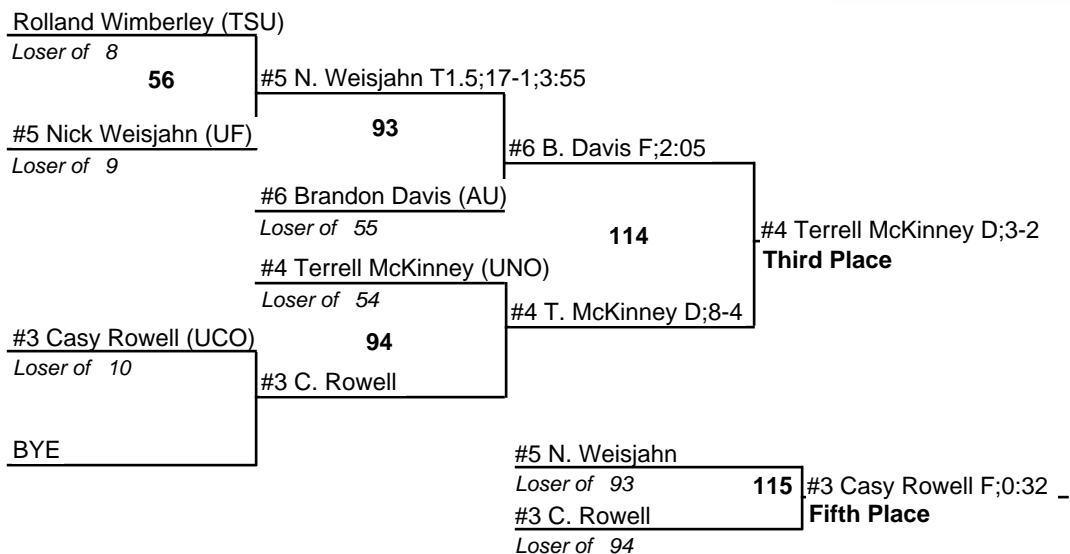 Rolland Wimberley (TSU)
Loser of 8
56
#5 N. Weisjahn T1.5;17-1;3:55
#5 Nick Weisjahn (UF)
Loser of 9
93
#6 B. Davis F;2:05
#6 Brandon Davis (AU)
Loser of 55
114
#4 Terrell McKinney D;3-2
Third Place
#4 Terrell McKinney (UNO)
Loser of 54
#4 T. McKinney D;8-4
#3 Casy Rowell (UCO)
Loser of 10
94
#3 C. Rowell
BYE
#5 N. Weisjahn
Loser of 93
115
#3 Casy Rowell F;0:32
Fifth Place
#3 C. Rowell
Loser of 94